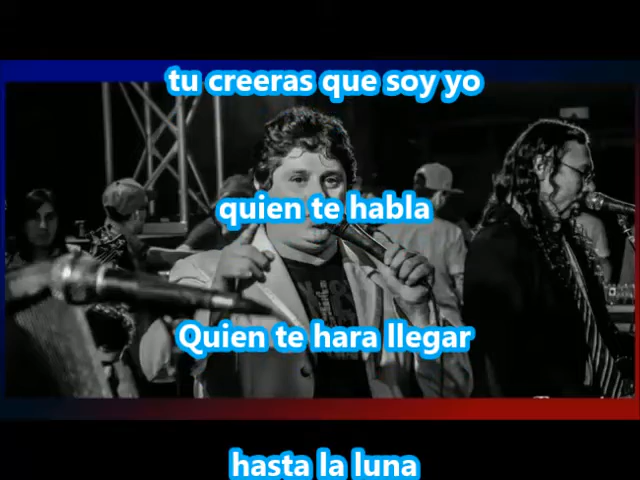 tu creeras que soy yo
quien te habla
Quien te hara llegar
hasta la luna